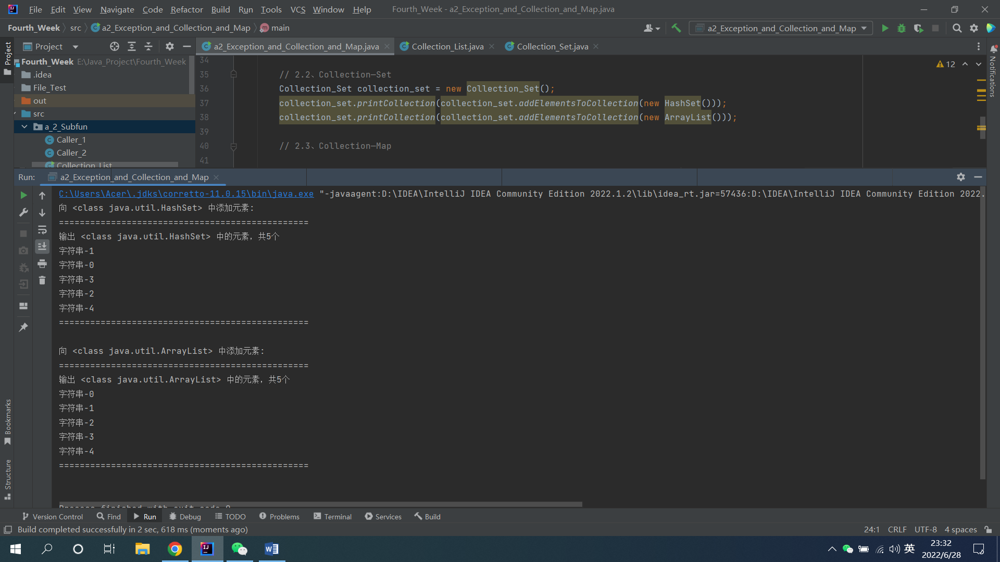 File Edit View Navigate Code Refactor Build Run Tools VCS Window Help Fourth_Week - a2_Exception_and_Collection_and_Map.java
Fourth_Week src a2_Exception_and_Collection_and_Map main a2_Exception_and_Collection_and_Map
Project
Project
a2_Exception_and_Collection_and_Map.java Collection_List.java Collection_Set.java
Notifications
Fourth_Week E:\Java_Project\Fourth_Week
.idea
File_Test
out
src
a_2_Subfun
Caller_1
Caller_2
Collection_List
12
34
35 // 2.2、Collection—Set
36 Collection_Set collection_set = new Collection_Set();
37 collection_set.printCollection(collection_set.addElementsToCollection(new HashSet()));
38 collection_set.printCollection(collection_set.addElementsToCollection(new ArrayList()));
39
40 // 2.3、Collection—Map
41
Run: a2_Exception_and_Collection_and_Map
C:\Users\Acer\.jdks\corretto-11.0.15\bin\java.exe "-javaagent:D:\IDEA\IntelliJ IDEA Community Edition 2022.1.2\lib\idea_rt.jar=57436:D:\IDEA\IntelliJ IDEA Community Edition 2022.
向 <class java.util.HashSet> 中添加元素:
================================================
输出 <class java.util.HashSet> 中的元素，共5个
字符串-1
字符串-0
字符串-3
字符串-2
字符串-4
================================================
向 <class java.util.ArrayList> 中添加元素:
================================================
输出 <class java.util.ArrayList> 中的元素，共5个
字符串-0
字符串-1
字符串-2
字符串-3
字符串-4
================================================
Process finished with exit code 0
Bookmarks
Structure
Version Control Find Run Debug TODO Problems Terminal Services Build
Build completed successfully in 2 sec, 618 ms (moments ago) 24:1 CRLF UTF-8 4 spaces
英 23:32
2022/6/28